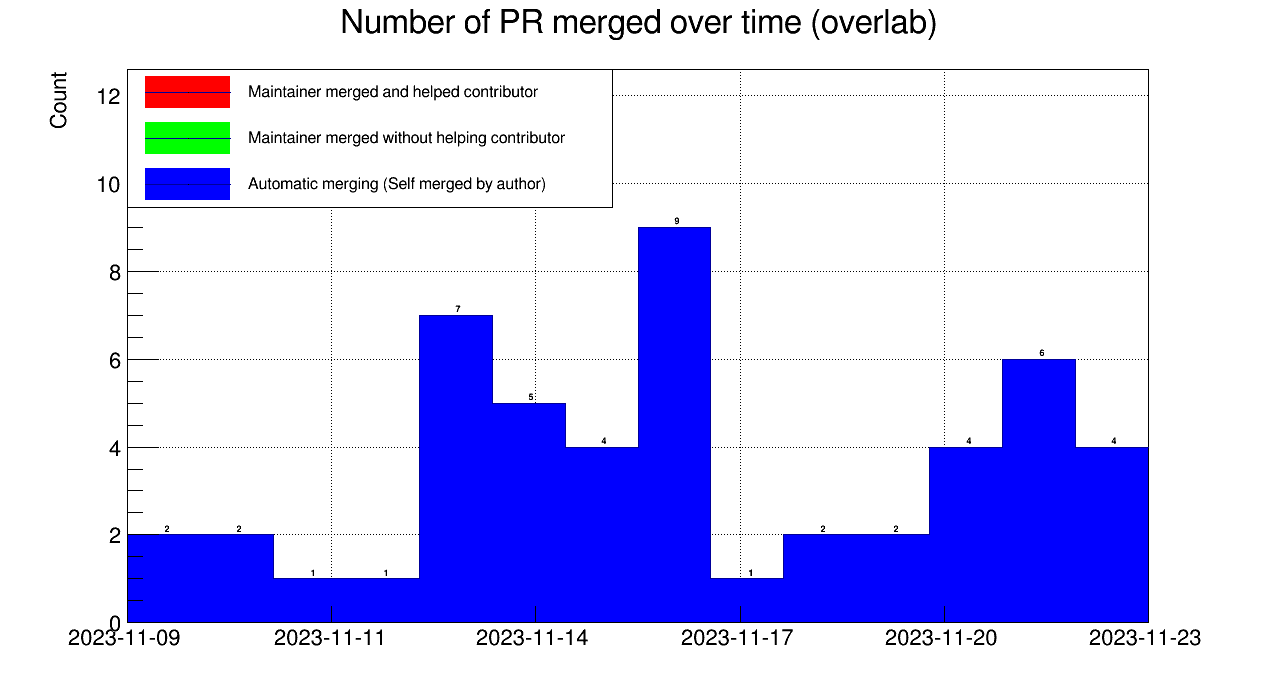 Number of PR merged over time (overlab)
Count
Maintainer merged and helped contributor
Maintainer merged without helping contributor
Automatic merging (Self merged by author)
12
10
8
6
4
2
0
2 2 1 1 7 5 4 9 1 2 2 4 6 4
2023-11-09 2023-11-11 2023-11-14 2023-11-17 2023-11-20 2023-11-23